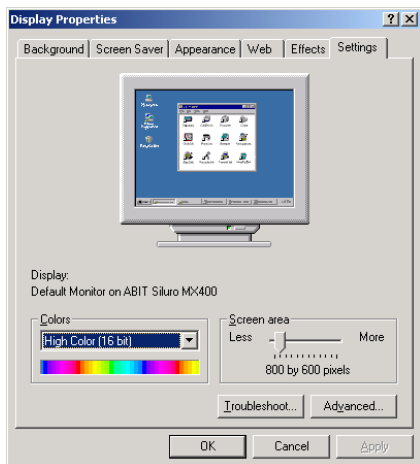 Display Properties
Background Screen Saver Appearance Web Effects Settings
Display:
Default Monitor on ABIT Siluro MX400
Colors
High Color (16 bit)
Screen area
Less More
800 by 600 pixels
Troubleshoot... Advanced...
OK Cancel Apply